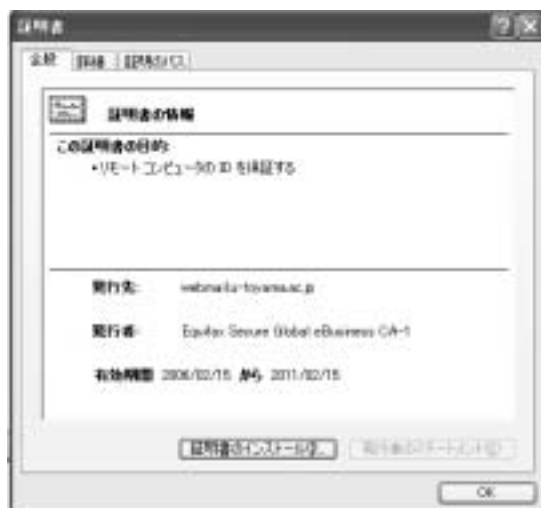 証明書
全般 詳細 証明のパス
証明書の情報
この証明書の目的:
•リモート コンピュータの ID を保証する
発行先: webmail.u-toyama.ac.jp
発行者: Equifax Secure Global eBusiness CA-1
有効期間 2006/02/15 から 2011/02/15
証明書のインストール(I)... 発行者のステートメント(S)
OK